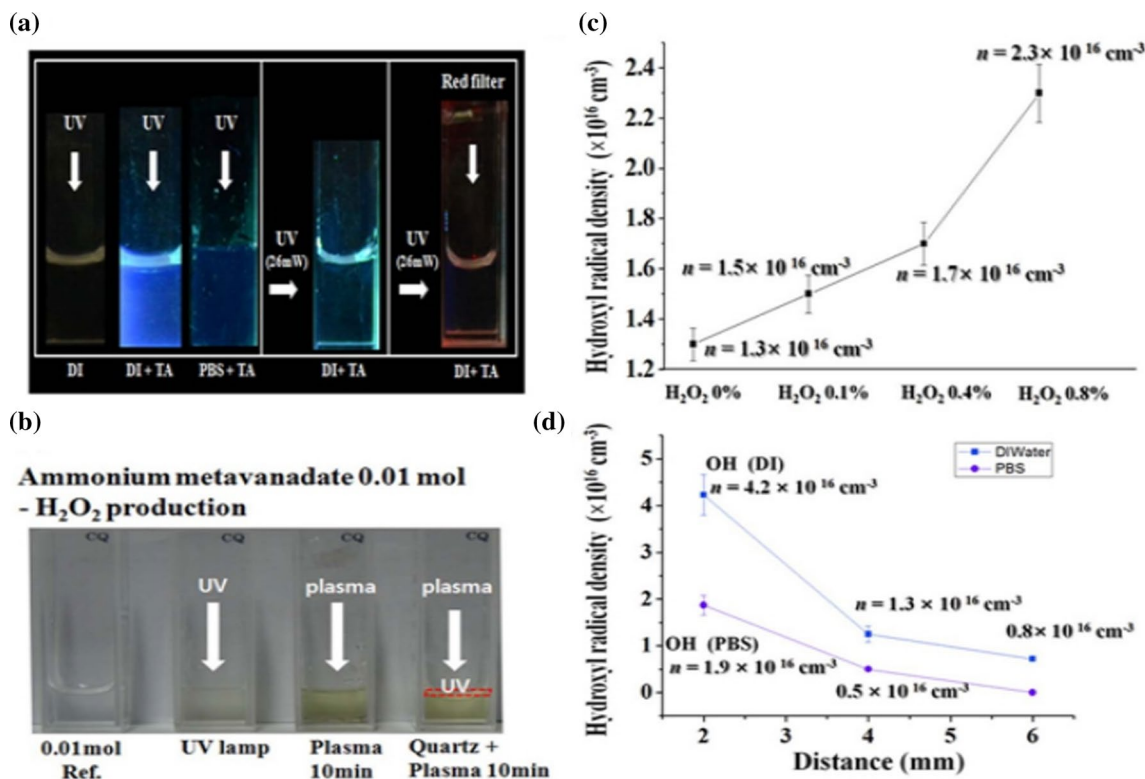 (a)
Red filter
UV
UV
UV
UV
(26mW)
UV
(26mW)
DI
DI + TA
PBS + TA
DI+ TA
DI+ TA
(b)
Ammonium metavanadate 0.01 mol
- H₂O₂ production
CQ
CQ
CQ
CQ
UV
plasma
plasma
UV
0.01mol
Ref.
UV lamp
Plasma
10min
Quartz +
Plasma 10min
(c)
Hydroxyl radical density (×10¹⁶ cm⁻³)
2.4
2.2
2.0
1.8
1.6
1.4
1.2
n = 2.3× 10 ¹⁶ cm⁻³
n = 1.5× 10 ¹⁶ cm⁻³
n = 1.7× 10 ¹⁶ cm⁻³
n = 1.3× 10 ¹⁶ cm⁻³
H₂O₂ 0%
H₂O₂ 0.1%
H₂O₂ 0.4%
H₂O₂ 0.8%
(d)
Hydroxyl radical density (×10¹⁶ cm⁻³)
5
4
3
2
1
0
DIWater
PBS
OH (DI)
n = 4.2 × 10 ¹⁶ cm⁻³
n = 1.3 × 10 ¹⁶ cm⁻³
0.8× 10 ¹⁶ cm⁻³
OH (PBS)
n = 1.9 × 10 ¹⁶ cm⁻³
0.5 × 10 ¹⁶ cm⁻³
2
3
4
5
6
Distance (mm)